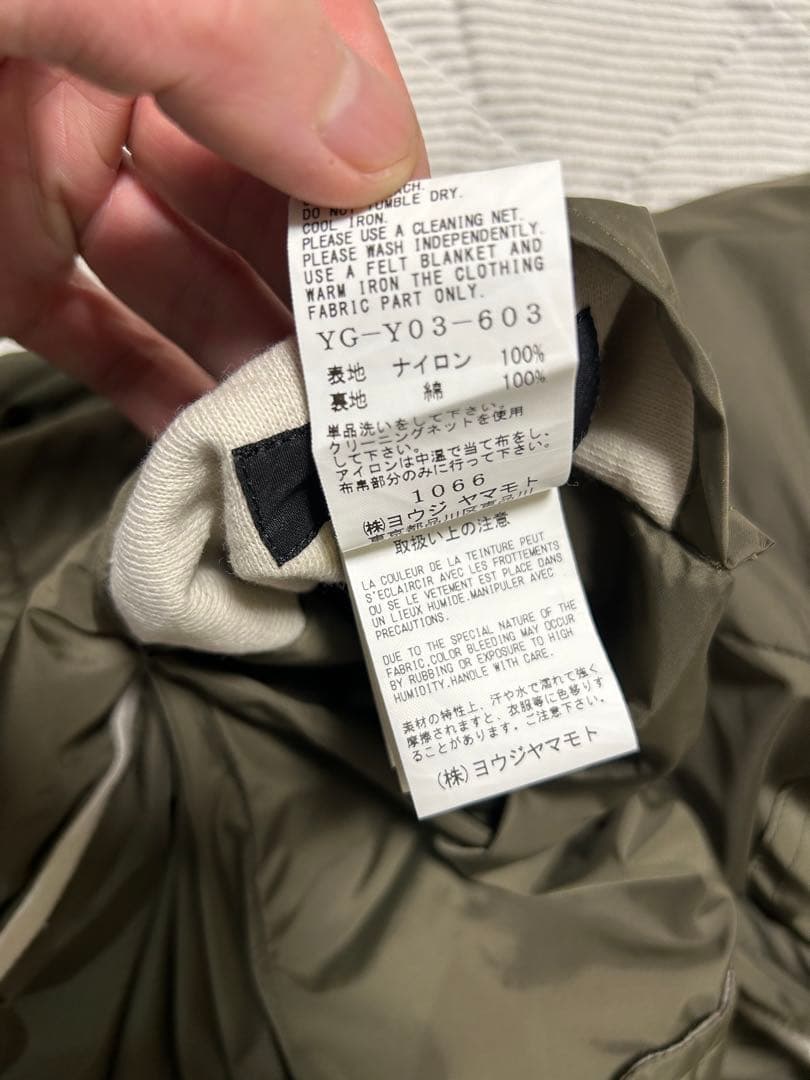 DO NOT TUMBLE DRY.
COOL IRON.
PLEASE USE A CLEANING NET.
PLEASE WASH INDEPENDENTLY.
USE A FELT BLANKET AND
WARM IRON THE CLOTHING
FABRIC PART ONLY.
YG-Y03-603
表地 ナイロン 100%
裏地 綿 100%
単品洗いをして下さい。
クリーニングネットを使用
して下さい。
アイロンは中温で当て布をし、
布帛部分のみに行って下さい。
1066
(株)ヨウジ ヤマモト
東京都品川区東品川
取扱い上の注意
LA COULEUR DE LA TEINTURE PEUT
S'ECLAIRCIR AVEC LES FROTTEMENTS
OU SE LE VETEMENT EST PLACE DANS
UN LIEUX HUMIDE.MANIPULER AVEC
PRECAUTIONS.
DUE TO THE SPECIAL NATURE OF THE
FABRIC,COLOR BLEEDING MAY OCCUR
BY RUBBING OR EXPOSURE TO HIGH
HUMIDITY.HANDLE WITH CARE.
素材の特性上、汗や水で濡れて強く
摩擦されますと、衣服等に色移りす
ることがあります。ご注意下さい。
(株)ヨウジヤマモト